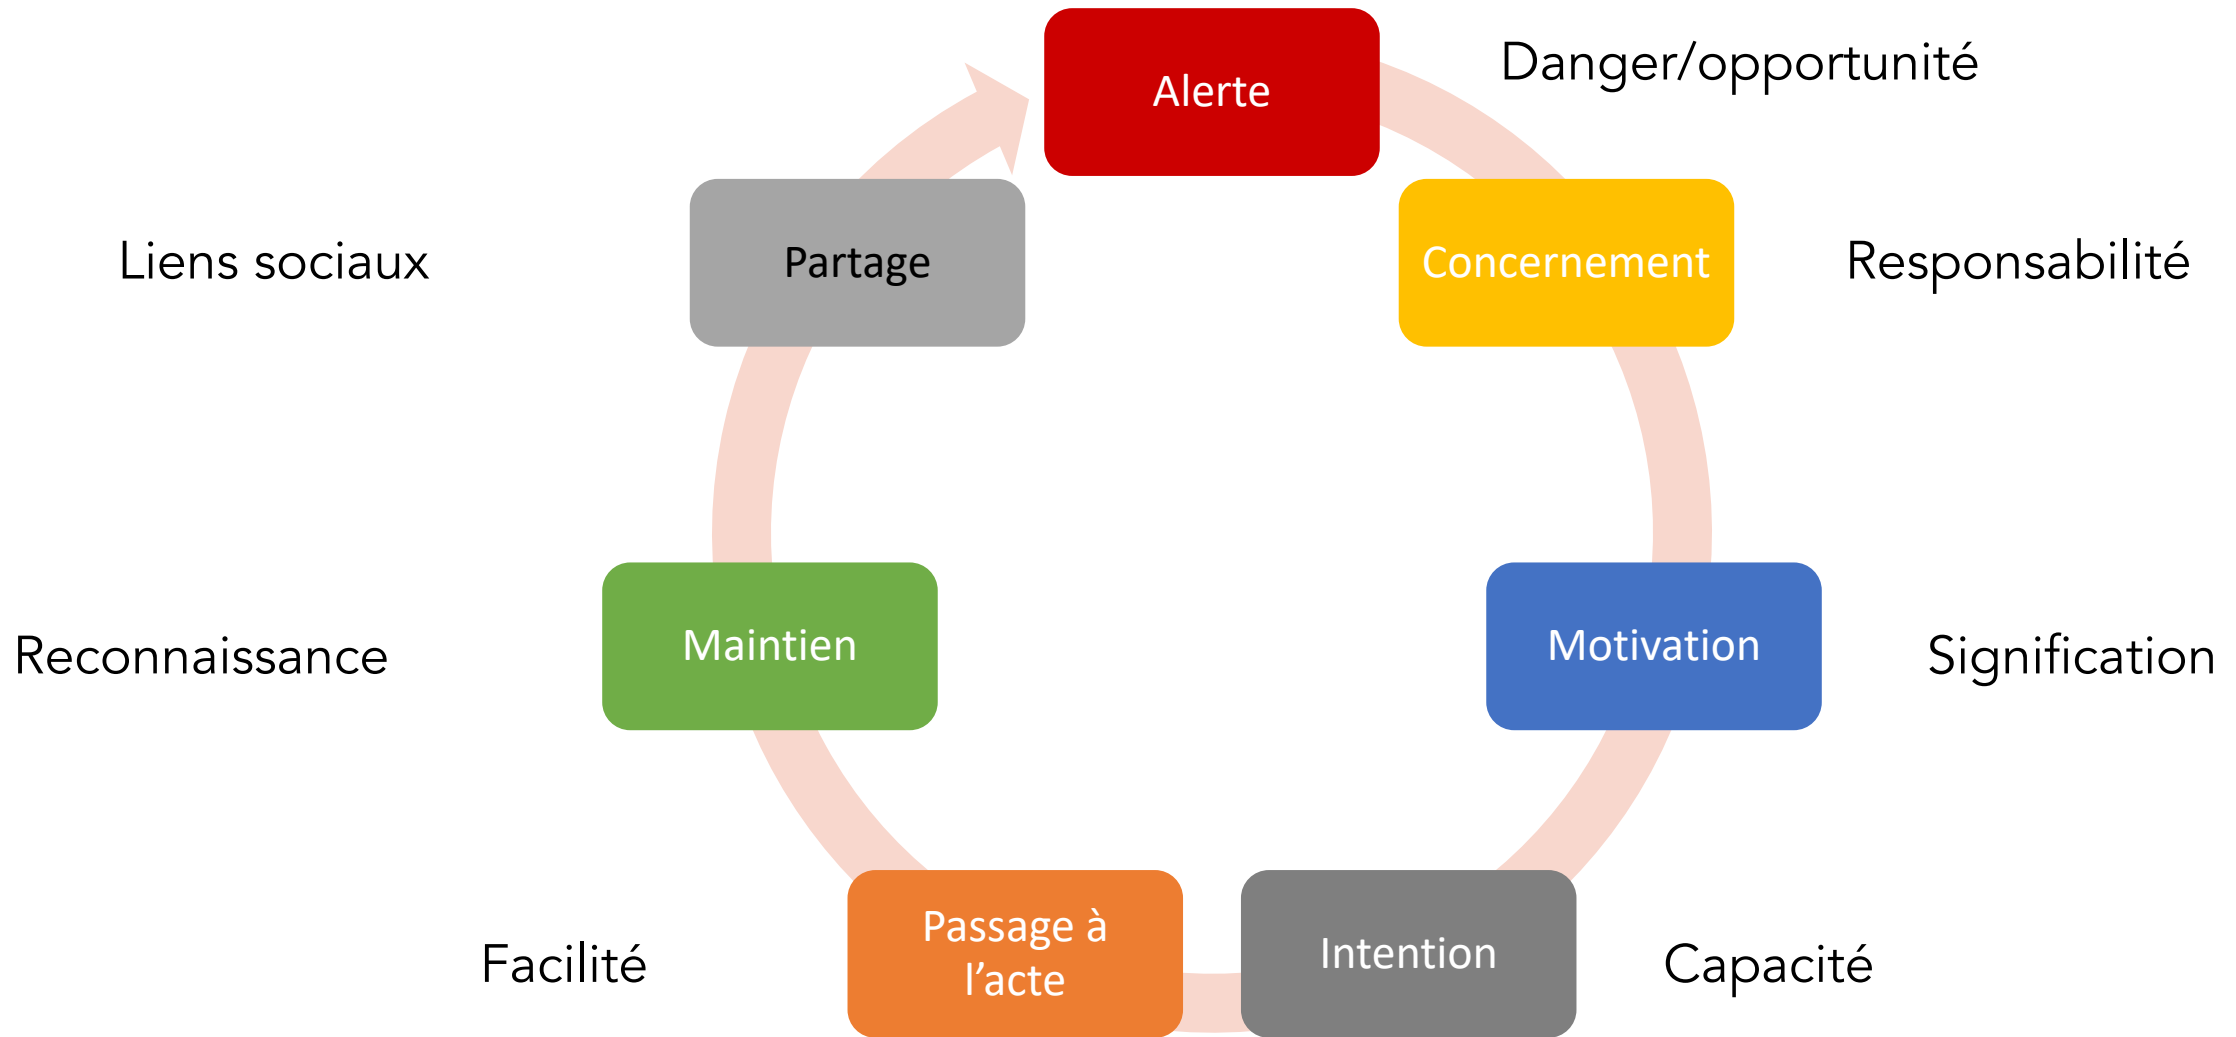 Alerte
Danger/opportunité
Concernement
Responsabilité
Motivation
Signification
Intention
Capacité
Passage à
l’acte
Facilité
Maintien
Reconnaissance
Partage
Liens sociaux